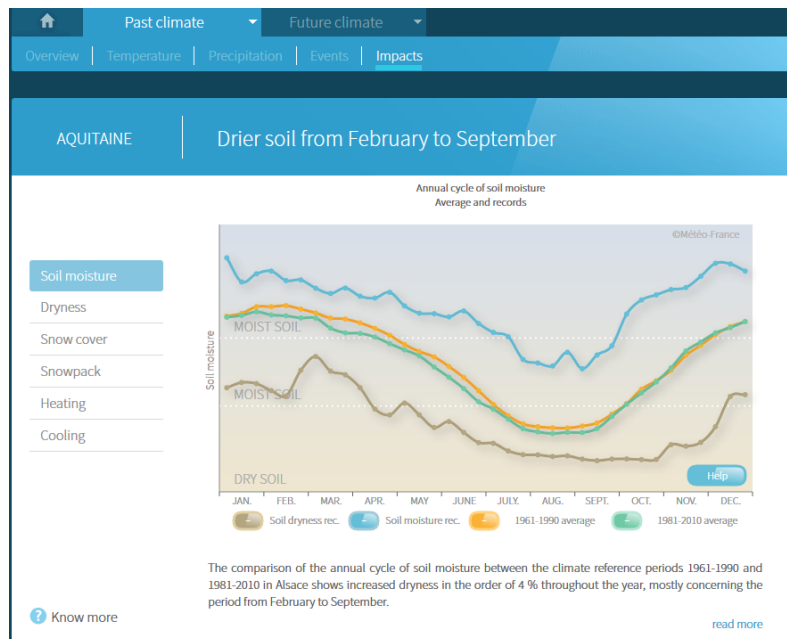 Past climate
Future climate
Overview
Temperature
Precipitation
Events
Impacts
AQUITAINE
Drier soil from February to September
Annual cycle of soil moisture
Average and records
©Météo-France
Soil moisture
Dryness
Snow cover
Snowpack
Heating
Cooling
Soil moisture
MOIST SOIL
MOIST SOIL
DRY SOIL
Help
JAN. FEB. MAR. APR. MAY JUNE JULY. AUG. SEPT. OCT. NOV. DEC.
Soil dryness rec. Soil moisture rec. 1961-1990 average 1981-2010 average
The comparison of the annual cycle of soil moisture between the climate reference periods 1961-1990 and
1981-2010 in Alsace shows increased dryness in the order of 4 % throughout the year, mostly concerning the
period from February to September.
? Know more
read more